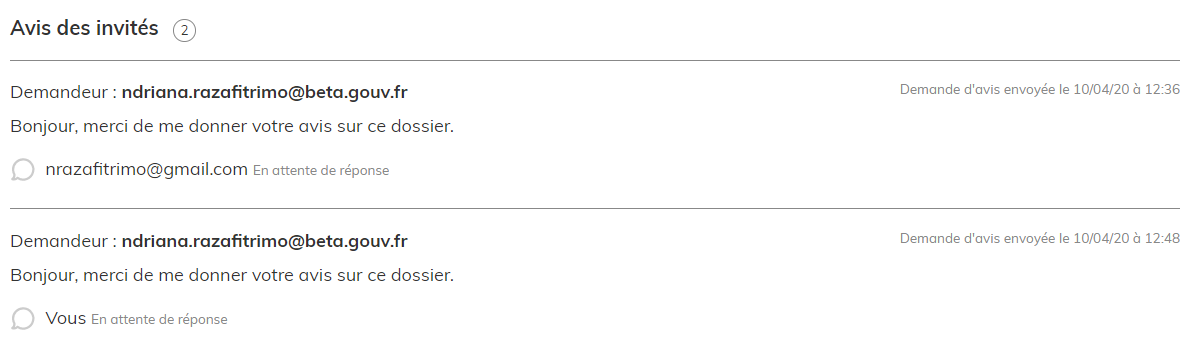 Avis des invités 2
Demandeur : ndriana.razafitrimo@beta.gouv.fr Demande d'avis envoyée le 10/04/20 à 12:36
Bonjour, merci de me donner votre avis sur ce dossier.
nrazafitrimo@gmail.com En attente de réponse
Demandeur : ndriana.razafitrimo@beta.gouv.fr Demande d'avis envoyée le 10/04/20 à 12:48
Bonjour, merci de me donner votre avis sur ce dossier.
Vous En attente de réponse